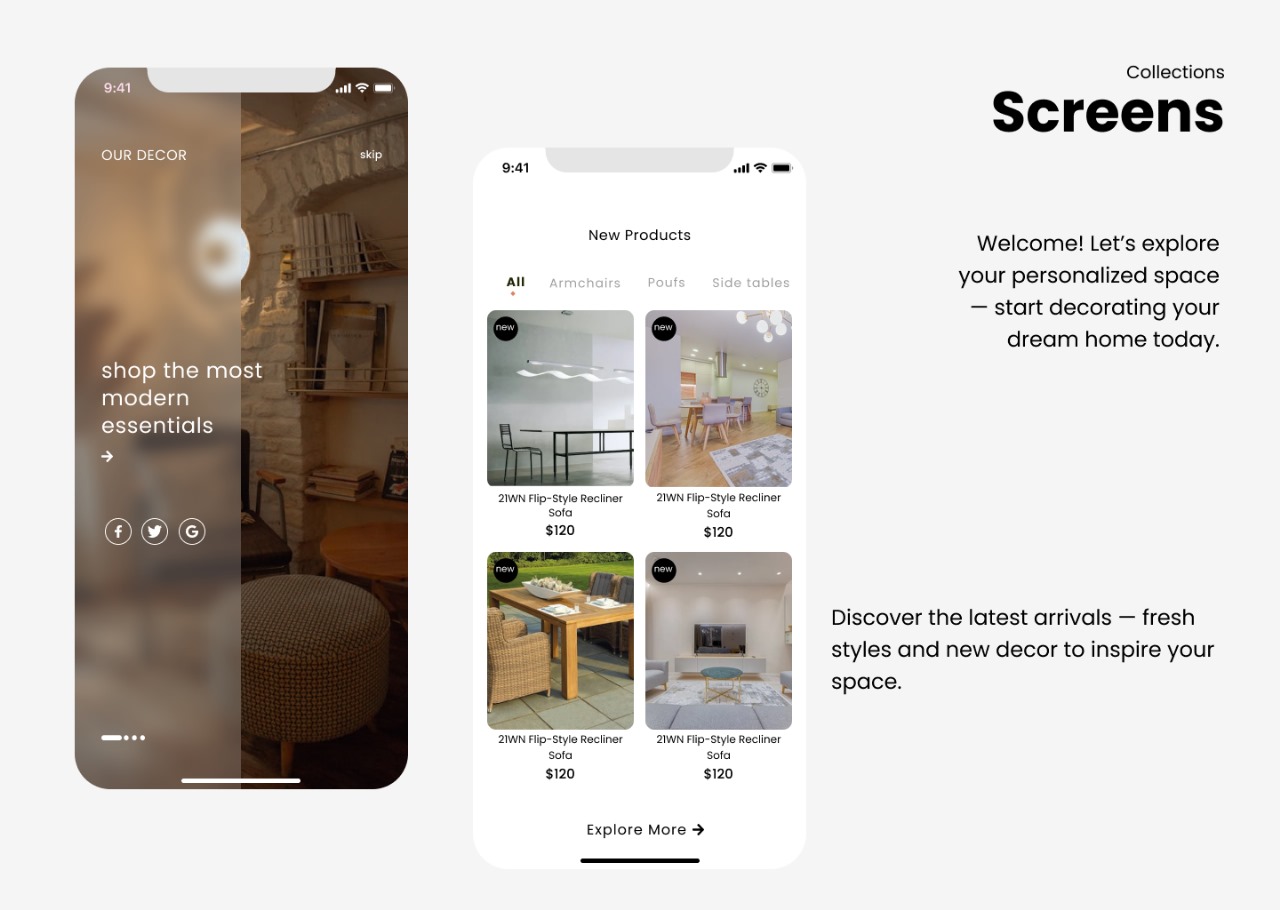 9:41
OUR DECOR
skip
shop the most
modern
essentials
9:41
New Products
All
Armchairs
Poufs
Side tables
new
new
21WN Flip-Style Recliner
Sofa
$120
21WN Flip-Style Recliner
Sofa
$120
new
new
21WN Flip-Style Recliner
Sofa
$120
21WN Flip-Style Recliner
Sofa
$120
Explore More
Collections
Screens
Welcome! Let’s explore
your personalized space
— start decorating your
dream home today.
Discover the latest arrivals — fresh
styles and new decor to inspire your
space.